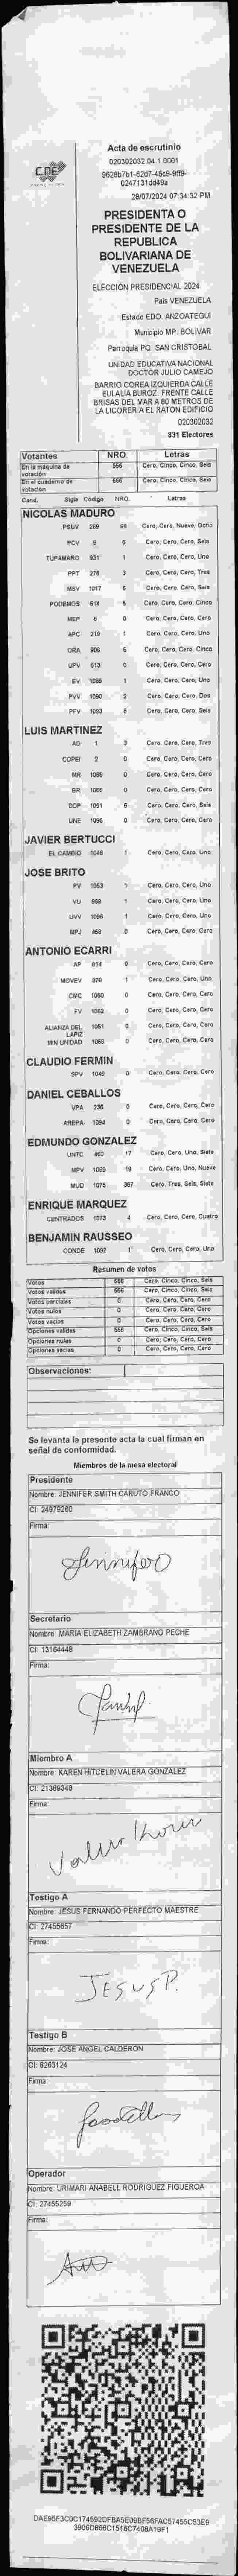 CNE
Acta de escrutinio
020302032.04.1.0001
9628b7b1-62d7-45c9-9ff9-
0247131dd49a
28/07/2024 07:34:32 PM
PRESIDENTA O
PRESIDENTE DE LA
REPUBLICA
BOLIVARIANA DE
VENEZUELA
ELECCIÓN PRESIDENCIAL 2024
País VENEZUELA
Estado EDO. ANZOATEGUI
Municipio MP. BOLIVAR
Parroquia PQ. SAN CRISTOBAL
UNIDAD EDUCATIVA NACIONAL
DOCTOR JULIO CAMEJO
BARRIO COREA IZQUIERDA CALLE
EULALIA BUROZ. FRENTE CALLE
BRISAS DEL MAR A 80 METROS DE
LA LICORERIA EL RATON EDIFICIO
020302032
831 Electores
Votantes NRO. Letras
En la máquina de votación 556 Cero, Cinco, Cinco, Seis
En el cuaderno de votación 556 Cero, Cinco, Cinco, Seis
Cand. Sigla Código NRO. Letras
NICOLAS MADURO
PSUV 269 98 Cero, Cero, Nueve, Ocho
PCV 9 6 Cero, Cero, Cero, Seis
TUPAMARO 931 1 Cero, Cero, Cero, Uno
PPT 276 3 Cero, Cero, Cero, Tres
MSV 1017 6 Cero, Cero, Cero, Seis
PODEMOS 614 5 Cero, Cero, Cero, Cinco
MEP 6 0 Cero, Cero, Cero, Cero
APC 219 1 Cero, Cero, Cero, Uno
ORA 906 5 Cero, Cero, Cero, Cinco
UPV 613 0 Cero, Cero, Cero, Cero
EV 1089 1 Cero, Cero, Cero, Uno
PVV 1090 2 Cero, Cero, Cero, Dos
PFV 1093 6 Cero, Cero, Cero, Seis
LUIS MARTINEZ
AD 1 3 Cero, Cero, Cero, Tres
COPEI 2 0 Cero, Cero, Cero, Cero
MR 1055 0 Cero, Cero, Cero, Cero
BR 1068 0 Cero, Cero, Cero, Cero
DDP 1091 6 Cero, Cero, Cero, Seis
UNE 1096 0 Cero, Cero, Cero, Cero
JAVIER BERTUCCI
EL CAMBIO 1048 1 Cero, Cero, Cero, Uno
JOSE BRITO
PV 1053 1 Cero, Cero, Cero, Uno
VU 1 Cero, Cero, Cero, Uno
UVV 1086 1 Cero, Cero, Cero, Uno
MPJ 468 0 Cero, Cero, Cero, Cero
ANTONIO ECARRI
AP 914 0 Cero, Cero, Cero, Cero
MOVEV 978 1 Cero, Cero, Cero, Uno
CMC 1050 0 Cero, Cero, Cero, Cero
FV 1062 0 Cero, Cero, Cero, Cero
ALIANZA DEL LAPIZ 1061 0 Cero, Cero, Cero, Cero
MIN UNIDAD 1069 0 Cero, Cero, Cero, Cero
CLAUDIO FERMIN
SPV 1049 0 Cero, Cero, Cero, Cero
DANIEL CEBALLOS
VPA 236 0 Cero, Cero, Cero, Cero
AREPA 1094 0 Cero, Cero, Cero, Cero
EDMUNDO GONZALEZ
UNTC 460 17 Cero, Cero, Uno, Siete
MPV 1069 19 Cero, Cero, Uno, Nueve
MUD 1075 367 Cero, Tres, Seis, Siete
ENRIQUE MARQUEZ
CENTRADOS 1073 4 Cero, Cero, Cero, Cuatro
BENJAMIN RAUSSEO
CONDE 1092 1 Cero, Cero, Cero, Uno
Resumen de votos
Votos 556 Cero, Cinco, Cinco, Seis
Votos validos 556 Cero, Cinco, Cinco, Seis
Votos parciales 0 Cero, Cero, Cero, Cero
Votos nulos 0 Cero, Cero, Cero, Cero
Votos vacios 0 Cero, Cero, Cero, Cero
Opciones validas 556 Cero, Cinco, Cinco, Seis
Opciones nulas 0 Cero, Cero, Cero, Cero
Opciones vacias 0 Cero, Cero, Cero, Cero
Observaciones:
Se levanta la presente acta la cual firman en
señal de conformidad.
Miembros de la mesa electoral
Presidente
Nombre: JENNIFER SMITH CARUTO FRANCO
CI: 24979260
Firma:
Jennifer
Secretario
Nombre: MARIA ELIZABETH ZAMBRANO PECHE
CI: 13164448
Firma:
Miembro A
Nombre: KAREN HITCELIN VALERA GONZALEZ
CI: 21389348
Firma:
Valera Karen
Testigo A
Nombre: JESUS FERNANDO PERFECTO MAESTRE
CI: 27455657
Firma:
JESUS P.
Testigo B
Nombre: JOSE ANGEL CALDERON
CI: 8263124
Firma:
Operador
Nombre: URIMARI ANABELL RODRIGUEZ FIGUEROA
CI: 27455259
Firma:
DAE95F3C0C174592DFBA5E09BF56FAC57455C53E9
3906D866C1516C7408A19F1